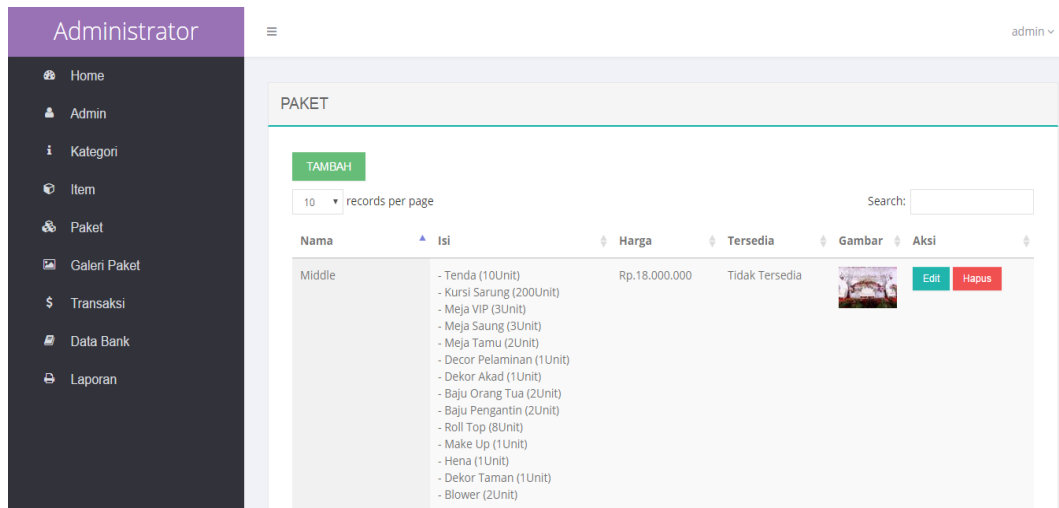 Administrator
admin
Home
Admin
Kategori
Item
Paket
Galeri Paket
Transaksi
Data Bank
Laporan
PAKET
TAMBAH
10 records per page
Search:
Nama Isi Harga Tersedia Gambar Aksi
Middle - Tenda (10Unit) Rp.18.000.000 Tidak Tersedia Edit Hapus
- Kursi Sarung (200Unit)
- Meja VIP (3Unit)
- Meja Saung (3Unit)
- Meja Tamu (2Unit)
- Decor Pelaminan (1Unit)
- Dekor Akad (1Unit)
- Baju Orang Tua (2Unit)
- Baju Pengantin (2Unit)
- Roll Top (8Unit)
- Make Up (1Unit)
- Hena (1Unit)
- Dekor Taman (1Unit)
- Blower (2Unit)